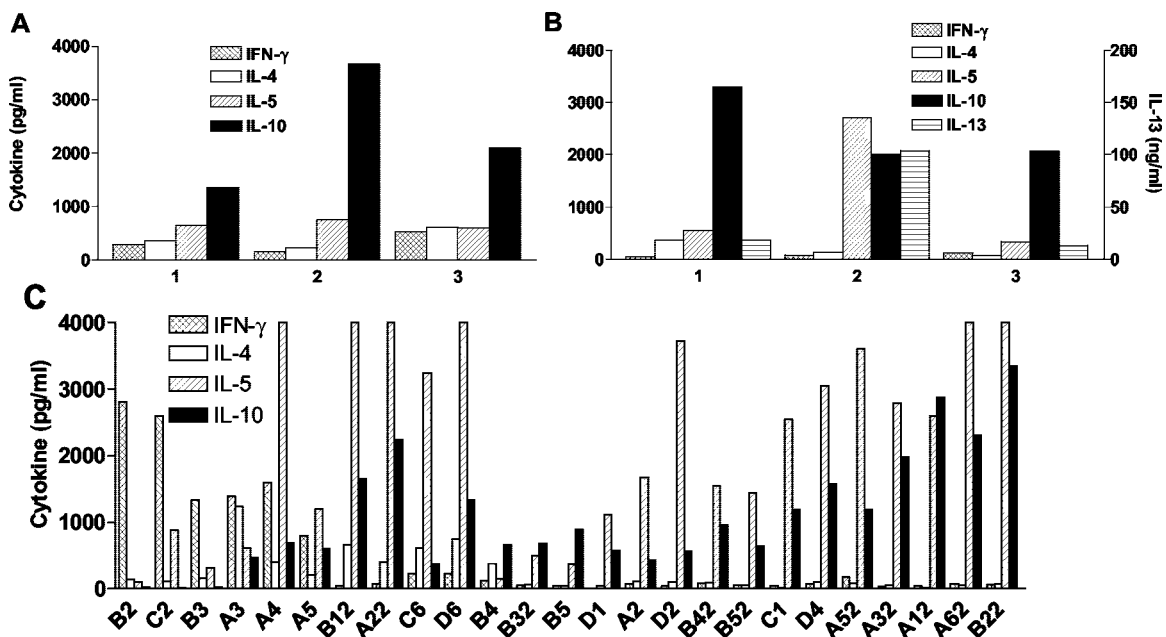 A
Cytokine (pg/ml)
4000
3000
2000
1000
0
IFN-γ
IL-4
IL-5
IL-10
1 2 3
B
4000
3000
2000
1000
0
IFN-γ
IL-4
IL-5
IL-10
IL-13
200
150
100
50
0
IL-13 (ng/ml)
1 2 3
C
Cytokine (pg/ml)
4000
3000
2000
1000
0
IFN-γ
IL-4
IL-5
IL-10
B2 C2 B3 A3 A4 A5 B12 A22 C6 D6 B4 B32 B5 D1 A2 D2 B42 B52 C1 D4 A52 A32 A12 A62 B22